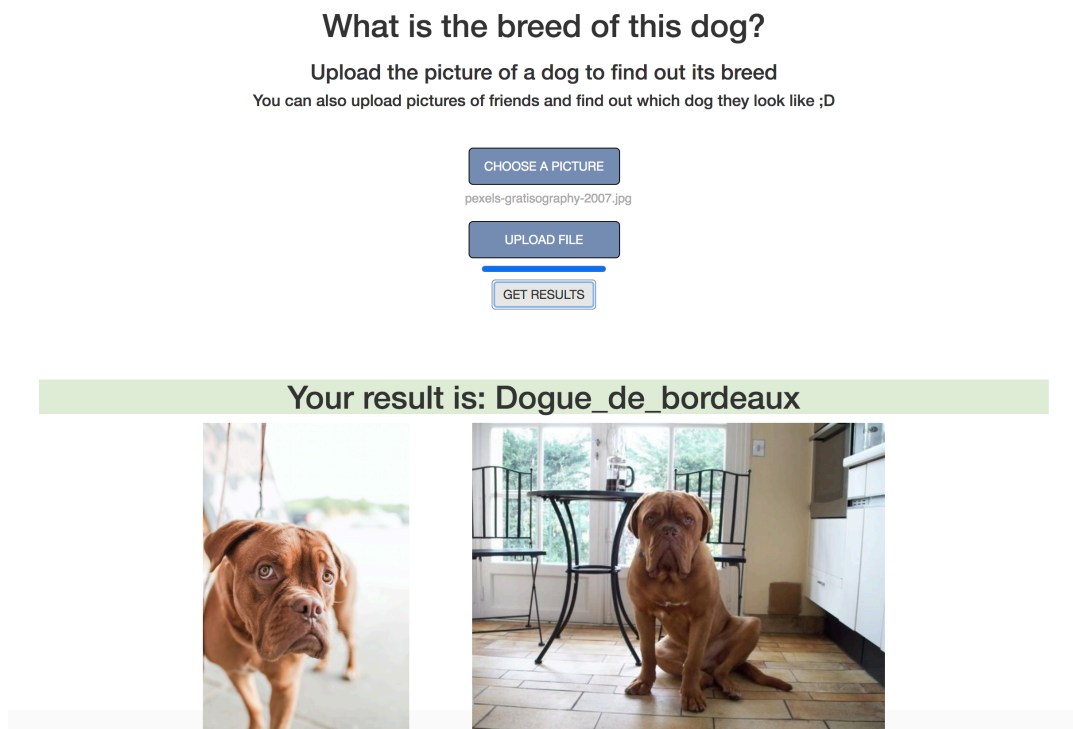 What is the breed of this dog?
Upload the picture of a dog to find out its breed
You can also upload pictures of friends and find out which dog they look like ;D
CHOOSE A PICTURE
pexels-gratisography-2007.jpg
UPLOAD FILE
GET RESULTS
Your result is: Dogue_de_bordeaux